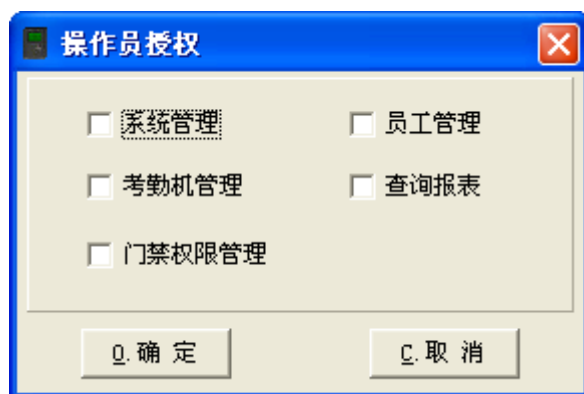 操作员授权
系统管理 员工管理
考勤机管理 查询报表
门禁权限管理
O.确 定 C.取 消